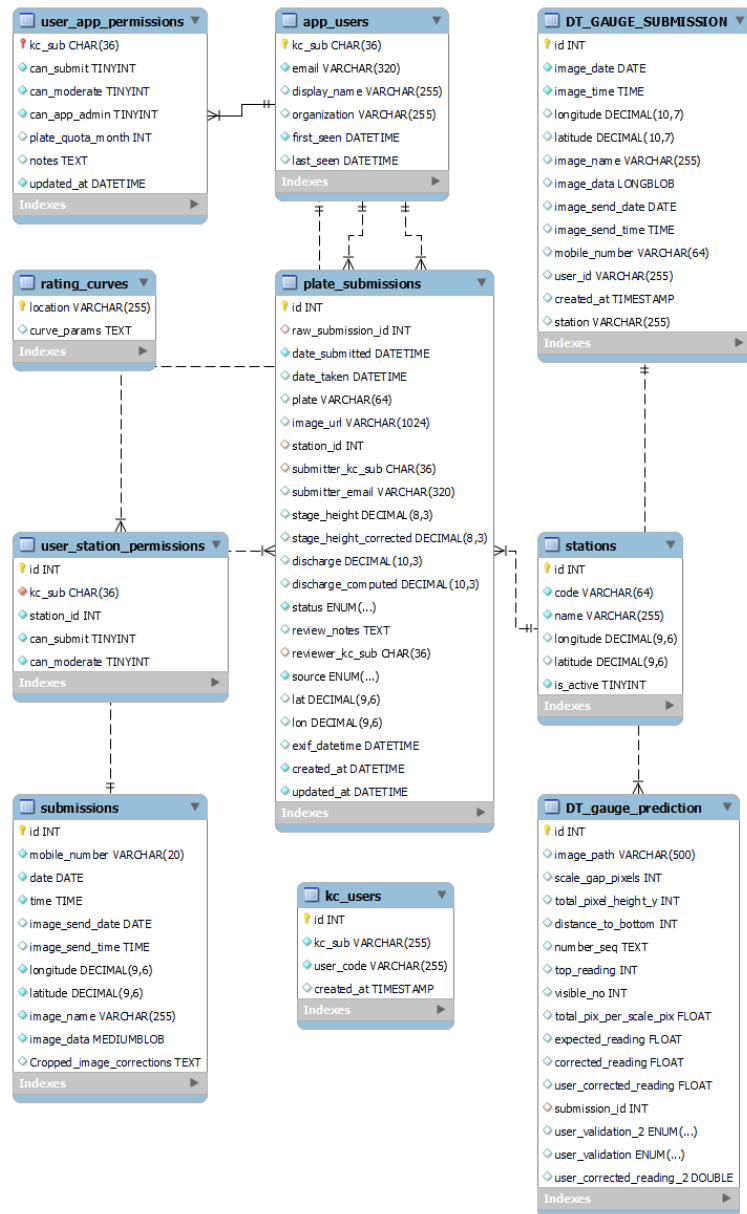 user_app_permissions
kc_sub CHAR(36)
can_submit TINYINT
can_moderate TINYINT
can_app_admin TINYINT
plate_quota_month INT
notes TEXT
updated_at DATETIME
Indexes
app_users
kc_sub CHAR(36)
email VARCHAR(320)
display_name VARCHAR(255)
organization VARCHAR(255)
first_seen DATETIME
last_seen DATETIME
Indexes
DT_GAUGE_SUBMISSION
id INT
image_date DATE
image_time TIME
longitude DECIMAL(10,7)
latitude DECIMAL(10,7)
image_name VARCHAR(255)
image_data LONGBLOB
image_send_date DATE
image_send_time TIME
mobile_number VARCHAR(64)
user_id VARCHAR(255)
created_at TIMESTAMP
station VARCHAR(255)
Indexes
rating_curves
location VARCHAR(255)
curve_params TEXT
Indexes
plate_submissions
id INT
raw_submission_id INT
date_submitted DATETIME
date_taken DATETIME
plate VARCHAR(64)
image_url VARCHAR(1024)
station_id INT
submitter_kc_sub CHAR(36)
submitter_email VARCHAR(320)
stage_height DECIMAL(8,3)
stage_height_corrected DECIMAL(8,3)
discharge DECIMAL(10,3)
discharge_computed DECIMAL(10,3)
status ENUM(...)
review_notes TEXT
reviewer_kc_sub CHAR(36)
source ENUM(...)
lat DECIMAL(9,6)
lon DECIMAL(9,6)
exif_datetime DATETIME
created_at DATETIME
updated_at DATETIME
Indexes
user_station_permissions
id INT
kc_sub CHAR(36)
station_id INT
can_submit TINYINT
can_moderate TINYINT
Indexes
stations
id INT
code VARCHAR(64)
name VARCHAR(255)
longitude DECIMAL(9,6)
latitude DECIMAL(9,6)
is_active TINYINT
Indexes
submissions
id INT
mobile_number VARCHAR(20)
date DATE
time TIME
image_send_date DATE
image_send_time TIME
longitude DECIMAL(9,6)
latitude DECIMAL(9,6)
image_name VARCHAR(255)
image_data MEDIUMBLOB
Cropped_image_corrections TEXT
Indexes
kc_users
id INT
kc_sub VARCHAR(255)
user_code VARCHAR(255)
created_at TIMESTAMP
Indexes
DT_gauge_prediction
id INT
image_path VARCHAR(500)
scale_gap_pixels INT
total_pixel_height_y INT
distance_to_bottom INT
number_seq TEXT
top_reading INT
visible_no INT
total_pix_per_scale_pix FLOAT
expected_reading FLOAT
corrected_reading FLOAT
user_corrected_reading FLOAT
submission_id INT
user_validation_2 ENUM(...)
user_validation ENUM(...)
user_corrected_reading_2 DOUBLE
Indexes